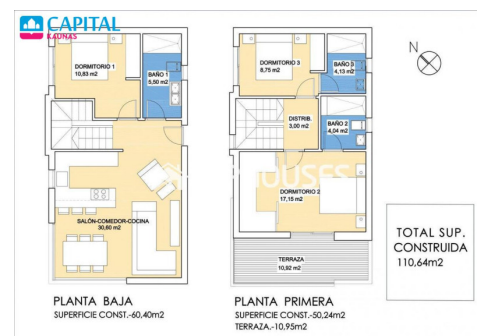 CAPITAL
KAUNAS
DORMITORIO 1
10,83 m2
BAÑO 1
5,50 m2
SALÓN-COMEDOR-COCINA
30,60 m2
PLANTA BAJA
SUPERFICIE CONST.-60,40m2
DORMITORIO 3
8,75 m2
BAÑO 3
4,13 m2
DISTRIB.
3,00 m2
BAÑO 2
4,04 m2
DORMITORIO 2
17,15 m2
TERRAZA
10,92 m2
PLANTA PRIMERA
SUPERFICIE CONST.-50,24m2
TERRAZA.-10,95m2
N
TOTAL SUP.
CONSTRUIDA
110,64m2